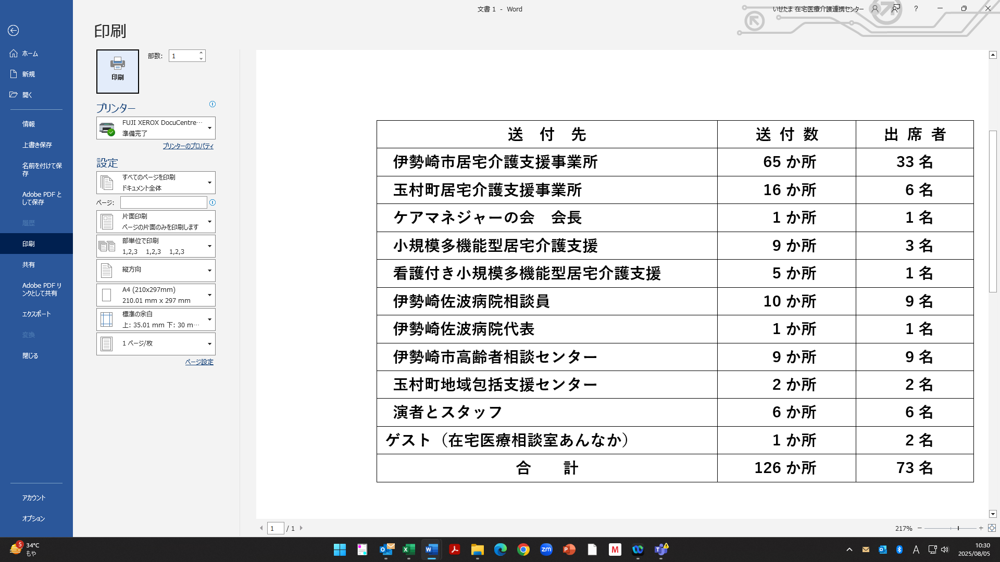 文書 1 - Word
いせたま 在宅医療介護連携センター
?
ホーム
新規
開く
情報
上書き保存
名前を付けて保
存
Adobe PDF と
して保存
履歴
印刷
共有
Adobe PDF リ
ンクとして共有
エクスポート
変換
閉じる
アカウント
オプション
印刷
印刷
部数: 1
プリンター
FUJI XEROX DocuCentre…
準備完了
プリンターのプロパティ
設定
すべてのページを印刷
ドキュメント全体
ページ:
片面印刷
ページの片面のみを印刷します
部単位で印刷
1,2,3 1,2,3 1,2,3
縦方向
A4 (210x297mm)
210.01 mm x 297 mm
標準の余白
上: 35.01 mm 下: 30 m…
1 ページ/枚
ページ設定
送 付 先 送 付 数 出 席 者
伊勢崎市居宅介護支援事業所 65 か所 33 名
玉村町居宅介護支援事業所 16 か所 6 名
ケアマネジャーの会 会長 1 か所 1 名
小規模多機能型居宅介護支援 9 か所 3 名
看護付き小規模多機能型居宅介護支援 5 か所 1 名
伊勢崎佐波病院相談員 10 か所 9 名
伊勢崎佐波病院代表 1 か所 1 名
伊勢崎市高齢者相談センター 9 か所 9 名
玉村町地域包括支援センター 2 か所 2 名
演者とスタッフ 6 か所 6 名
ゲスト（在宅医療相談室あんなか） 1 か所 2 名
合 計 126 か所 73 名
1 / 1
217%
5
34°C
もや
zm
M
A
10:30
2025/08/05